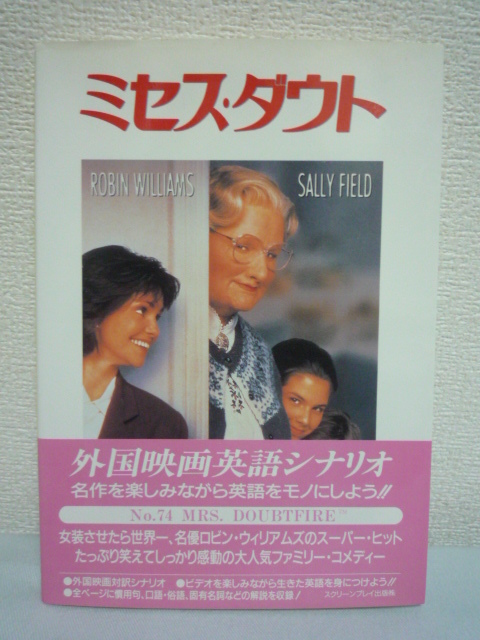 ミセス・ダウト
ROBIN WILLIAMS
SALLY FIELD
外国映画英語シナリオ
名作を楽しみながら英語をモノにしよう!!
No.74 MRS. DOUBTFIRE
女装させたら世界一、名優ロビン・ウィリアムズのスーパー・ヒット
たっぷり笑えてしっかり感動の大人気ファミリー・コメディー
●外国映画対訳シナリオ ●ビデオを楽しみながら生きた英語を身につけよう!!
●全ページに慣用句、口語・俗語、固有名詞などの解説を収録! スクリーンプレイ出版㈱